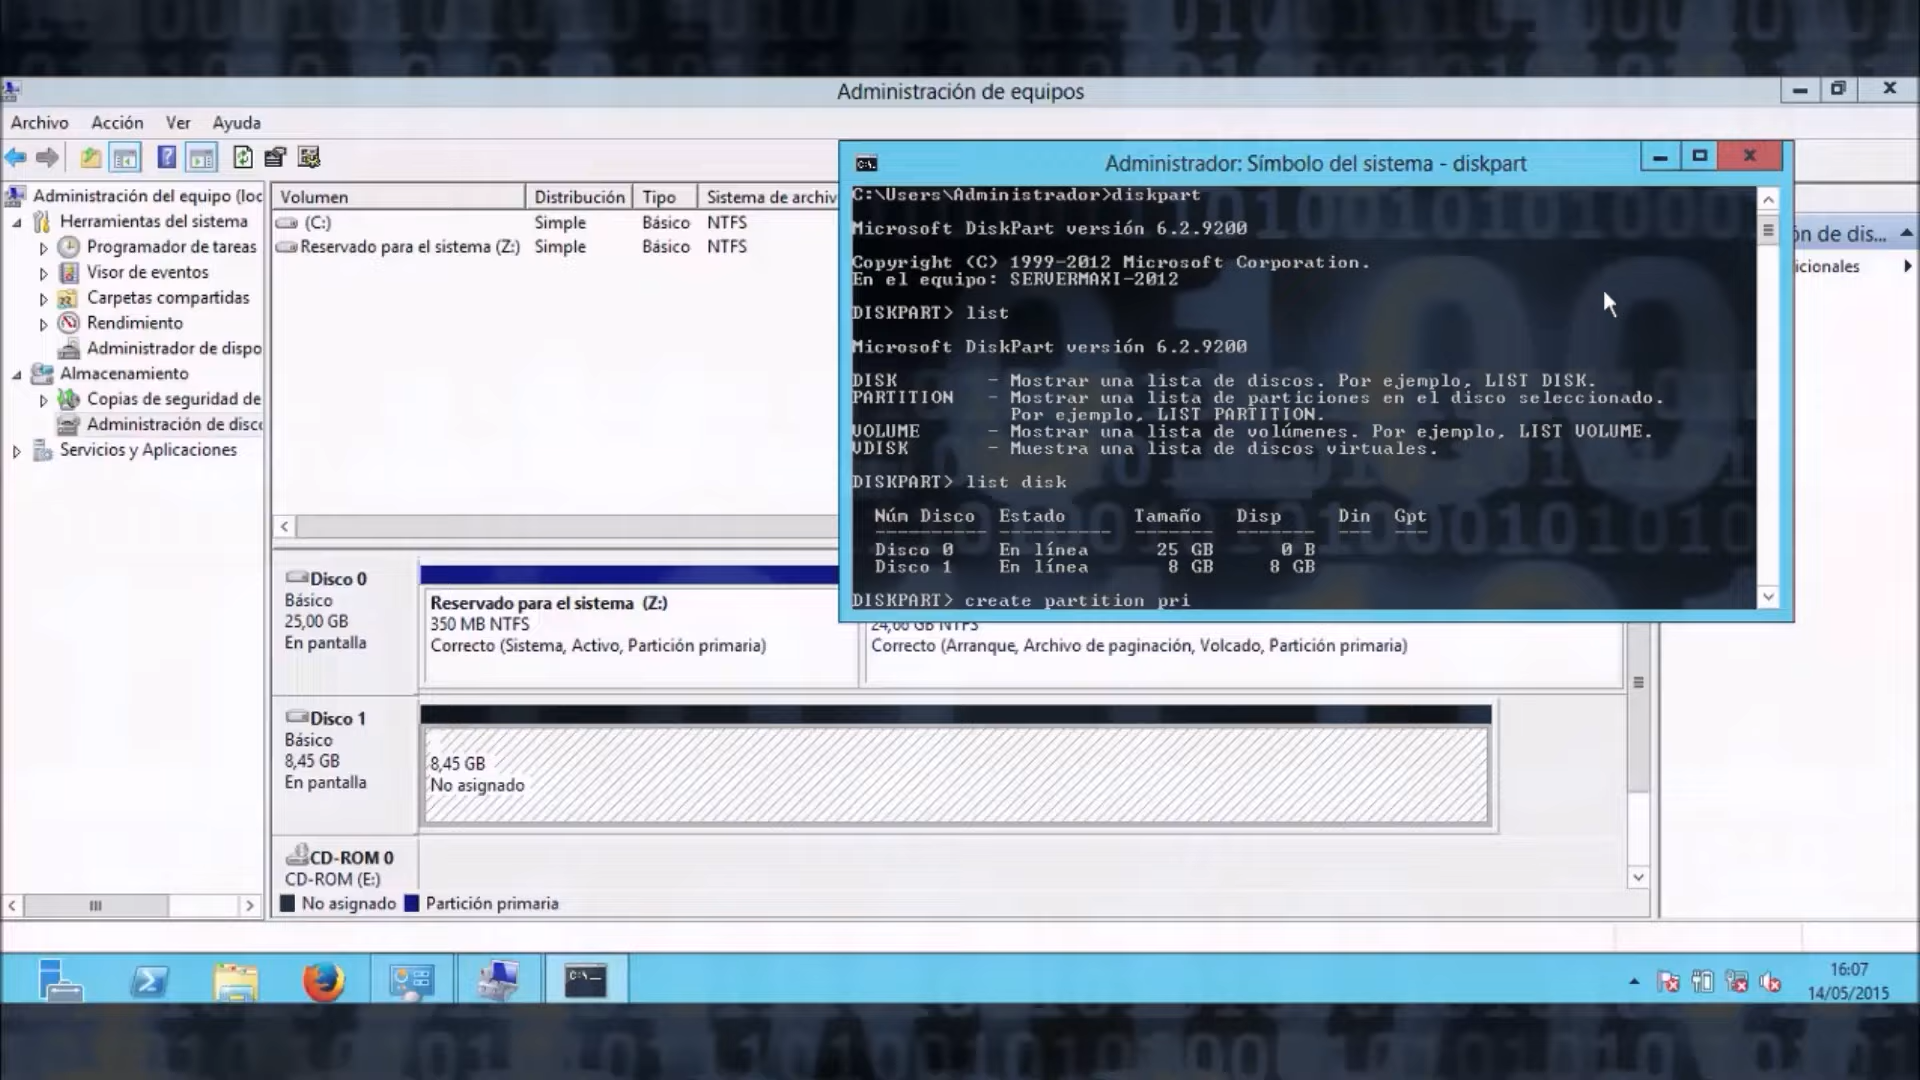 Administración de equipos
Archivo Acción Ver Ayuda
Administración del equipo (loc
Herramientas del sistema
Programador de tareas
Visor de eventos
Carpetas compartidas
Rendimiento
Administrador de dispo
Almacenamiento
Copias de seguridad de
Administración de disc
Servicios y Aplicaciones
Volumen Distribución Tipo Sistema de archiv
(C:) Simple Básico NTFS
Reservado para el sistema (Z:) Simple Básico NTFS
Administrador: Símbolo del sistema - diskpart
C:\Users\Administrador>diskpart
Microsoft DiskPart versión 6.2.9200
Copyright (C) 1999-2012 Microsoft Corporation.
En el equipo: SERVERMAXI-2012
DISKPART> list
Microsoft DiskPart versión 6.2.9200
DISK - Mostrar una lista de discos. Por ejemplo, LIST DISK.
PARTITION - Mostrar una lista de particiones en el disco seleccionado.
Por ejemplo, LIST PARTITION.
VOLUME - Mostrar una lista de volúmenes. Por ejemplo, LIST VOLUME.
VDISK - Muestra una lista de discos virtuales.
DISKPART> list disk
Núm Disco Estado Tamaño Disp Din Gpt
---------- ---------- ------- ------- --- ---
Disco 0 En línea 25 GB 0 B
Disco 1 En línea 8 GB 8 GB
DISKPART> create partition pri
ón de dis...
icionales
Disco 0
Básico
25,00 GB
En pantalla
Reservado para el sistema (Z:)
350 MB NTFS
Correcto (Sistema, Activo, Partición primaria)
24,66 GB NTFS
Correcto (Arranque, Archivo de paginación, Volcado, Partición primaria)
Disco 1
Básico
8,45 GB
En pantalla
8,45 GB
No asignado
CD-ROM 0
CD-ROM (E:)
No asignado Partición primaria
16:07
14/05/2015